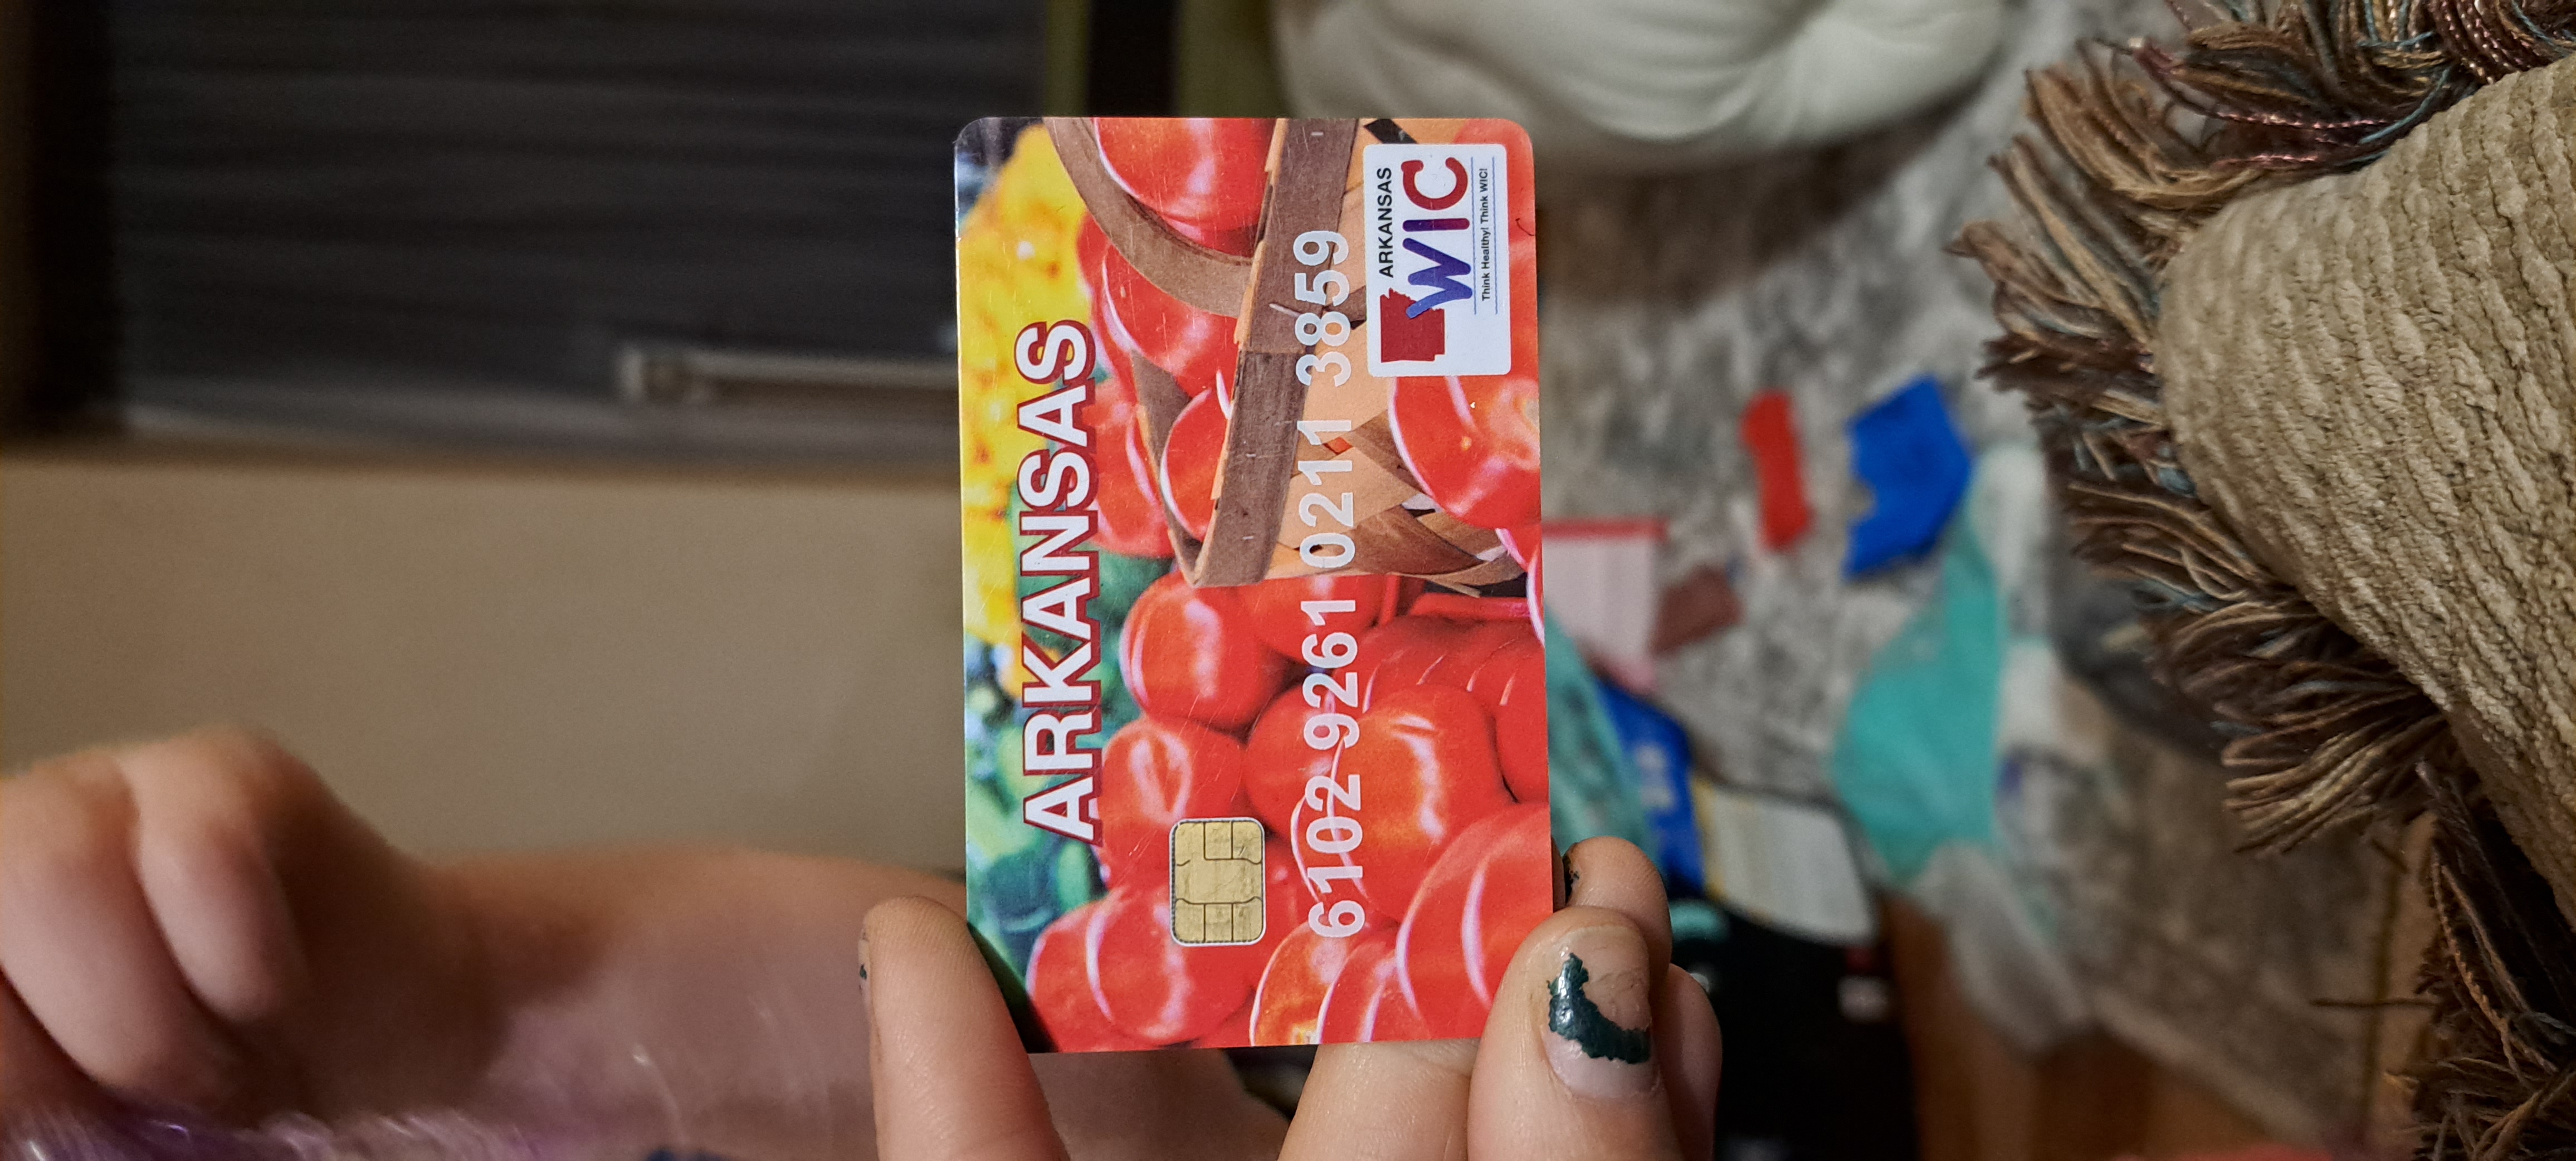 ARKANSAS
6102 9261 0211 3859
ARKANSAS
WIC
Think Healthy! Think WIC!